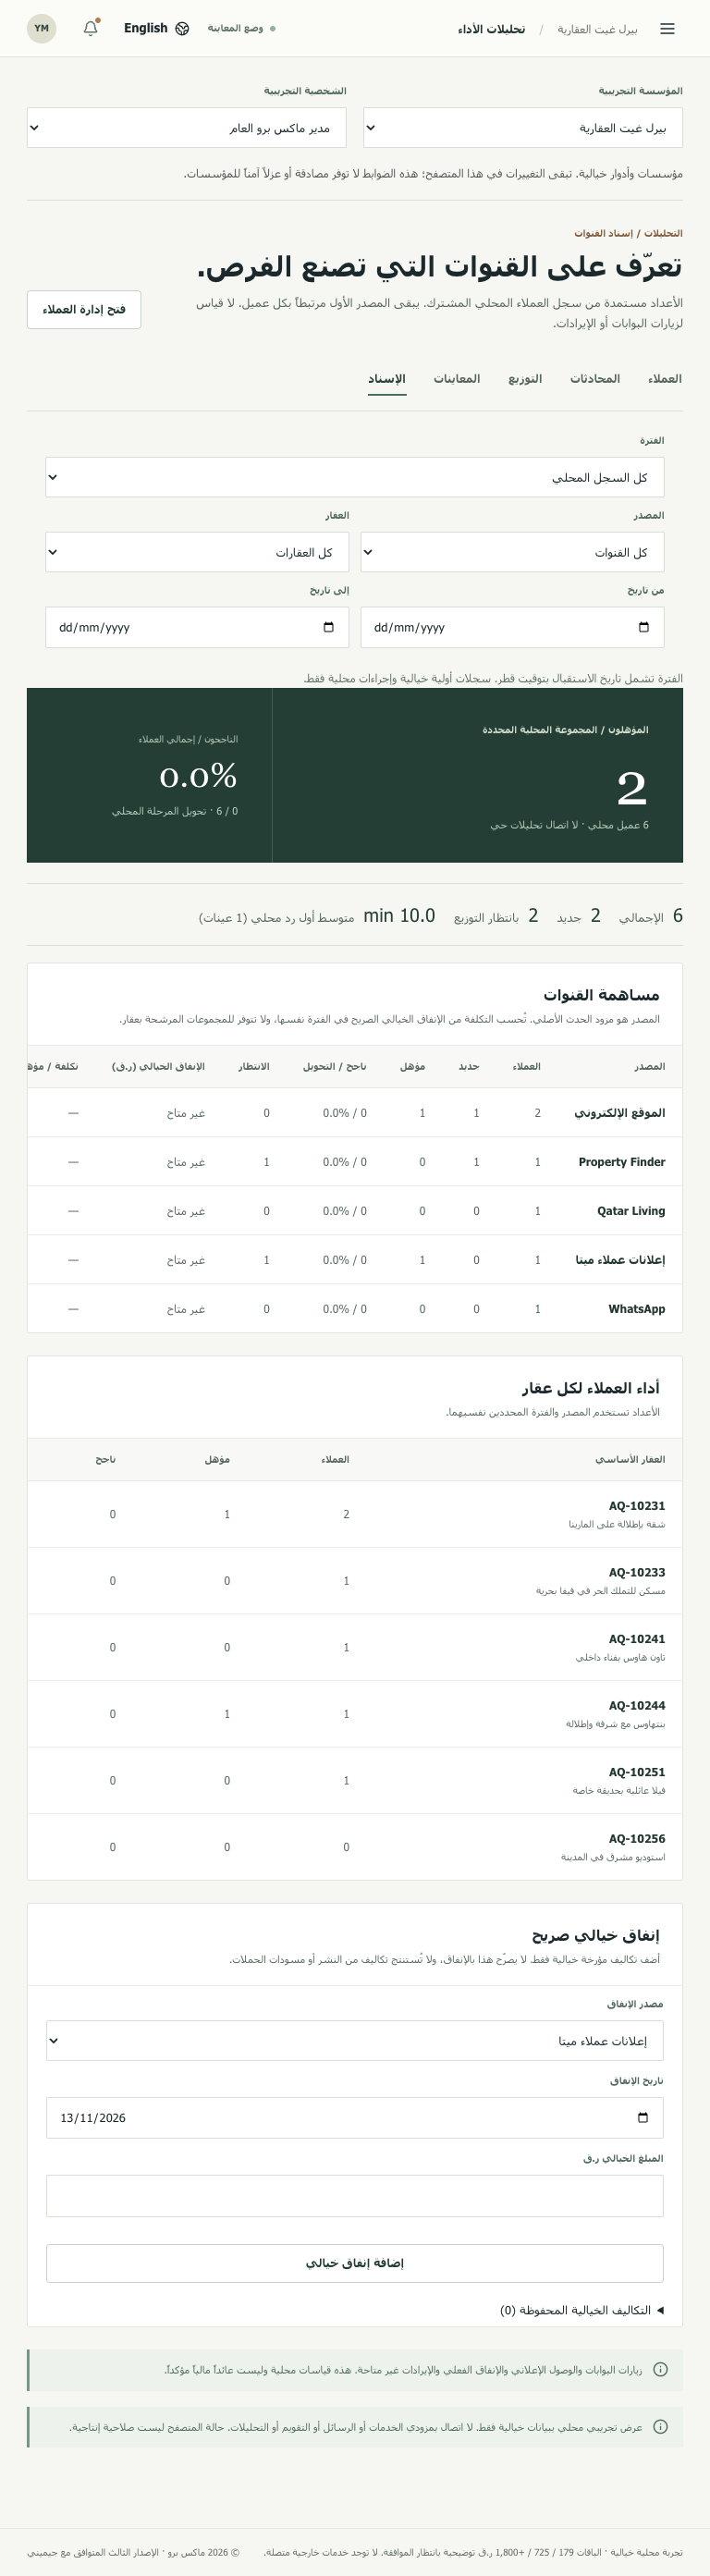 بيرل غيت العقارية / تحليلات الأداء
وضع المعاينة
English
YM
المؤسسة التجريبية
بيرل غيت العقارية
الشخصية التجريبية
مدير ماكس برو العام
مؤسسات وأدوار خيالية. تبقى التغييرات في هذا المتصفح؛ هذه الضوابط لا توفر مصادقة أو عزلاً آمناً للمؤسسات.
التحليلات / إسناد القنوات
تعرّف على القنوات التي تصنع الفرص.
الأعداد مستمدة من سجل العملاء المحلي المشترك. يبقى المصدر الأول مرتبطاً بكل عميل. لا قياس
لزيارات البوابات أو الإيرادات.
فتح إدارة العملاء
العملاء المحادثات التوزيع المعاينات الإسناد
الفترة
كل السجل المحلي
المصدر
كل القنوات
العقار
كل العقارات
من تاريخ
dd/mm/yyyy
إلى تاريخ
dd/mm/yyyy
الفترة تشمل تاريخ الاستقبال بتوقيت قطر. سجلات أولية خيالية وإجراءات محلية فقط.
المؤهلون / المجموعة المحلية المحددة
2
6 عميل محلي · لا اتصال تحليلات حي
الناجحون / إجمالي العملاء
0.0%
0 / 6 · تحويل المرحلة المحلي
6 الإجمالي 2 جديد 2 بانتظار التوزيع 10.0 min متوسط أول رد محلي (1 عينات)
مساهمة القنوات
المصدر هو مزود الحدث الأصلي. تُحسب التكلفة من الإنفاق الخيالي الصريح في الفترة نفسها، ولا تتوفر للمجموعات المرشحة بعقار.
المصدر العملاء جديد مؤهل ناجح / التحويل الانتظار الإنفاق الخيالي (ر.ق) تكلفة / مؤه
الموقع الإلكتروني 2 1 1 0 / 0.0% 0 غير متاح —
Property Finder 1 1 0 0 / 0.0% 1 غير متاح —
Qatar Living 1 0 0 0 / 0.0% 0 غير متاح —
إعلانات عملاء ميتا 1 0 1 0 / 0.0% 1 غير متاح —
WhatsApp 1 0 0 0 / 0.0% 0 غير متاح —
أداء العملاء لكل عقار
الأعداد تستخدم المصدر والفترة المحددين نفسيهما.
العقار الأساسي العملاء مؤهل ناجح
AQ-10231 2 1 0
شقة بإطلالة على المارينا
AQ-10233 1 0 0
مسكن للتملك الحر في فيفا بحرية
AQ-10241 1 0 0
تاون هاوس بفناء داخلي
AQ-10244 1 1 0
بنتهاوس مع شرفة وإطلالة
AQ-10251 1 0 0
فيلا عائلية بحديقة خاصة
AQ-10256 0 0 0
استوديو مشرق في المدينة
إنفاق خيالي صريح
أضف تكاليف مؤرخة خيالية فقط. لا يصرّح هذا بالإنفاق، ولا تُستنتج تكاليف من النشر أو مسودات الحملات.
مصدر الإنفاق
إعلانات عملاء ميتا
تاريخ الإنفاق
13/11/2026
المبلغ الخيالي ر.ق
إضافة إنفاق خيالي
التكاليف الخيالية المحفوظة (0)
زيارات البوابات والوصول الإعلاني والإنفاق الفعلي والإيرادات غير متاحة. هذه قياسات محلية وليست عائداً مالياً مؤكداً.
عرض تجريبي محلي ببيانات خيالية فقط. لا اتصال بمزودي الخدمات أو الرسائل أو التقويم أو التحليلات. حالة المتصفح ليست صلاحية إنتاجية.
تجربة محلية خيالية · الباقات 179 / 725 / +1,800 ر.ق توضيحية بانتظار الموافقة. لا توجد خدمات خارجية متصلة.
© 2026 ماكس برو · الإصدار الثالث المتوافق مع جيميني